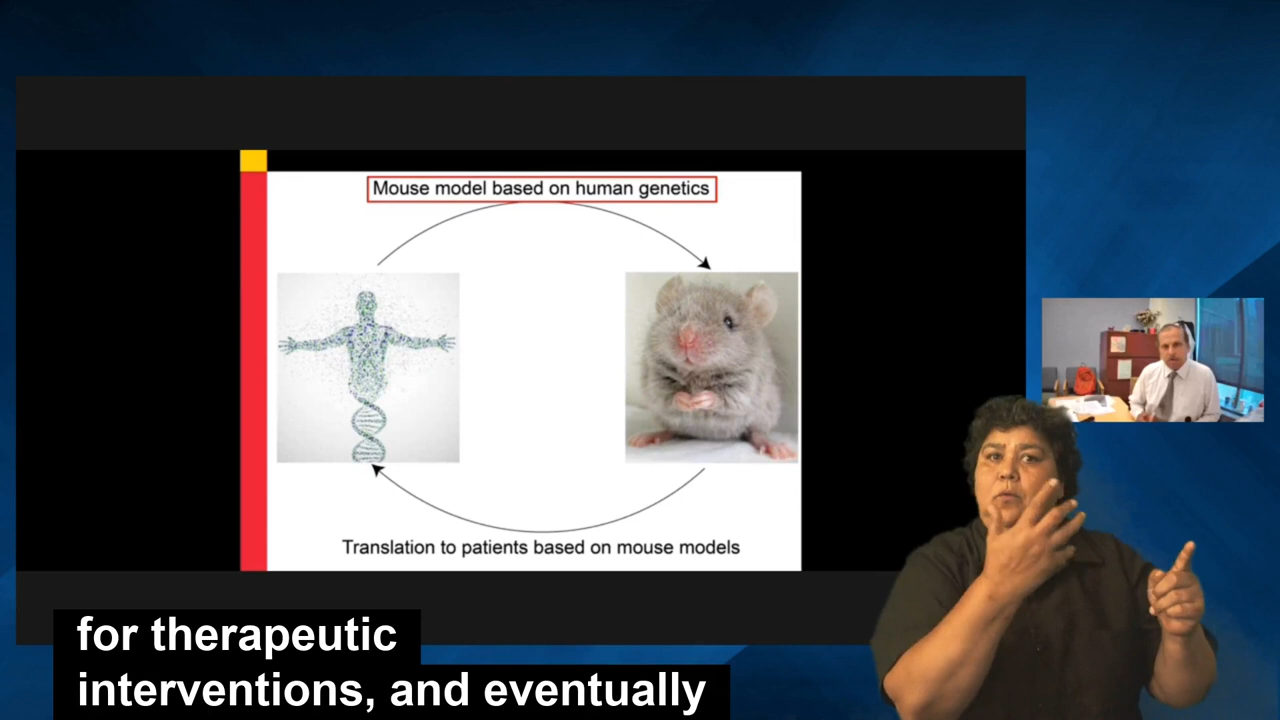 Mouse model based on human genetics
Translation to patients based on mouse models
for therapeutic
interventions, and eventually